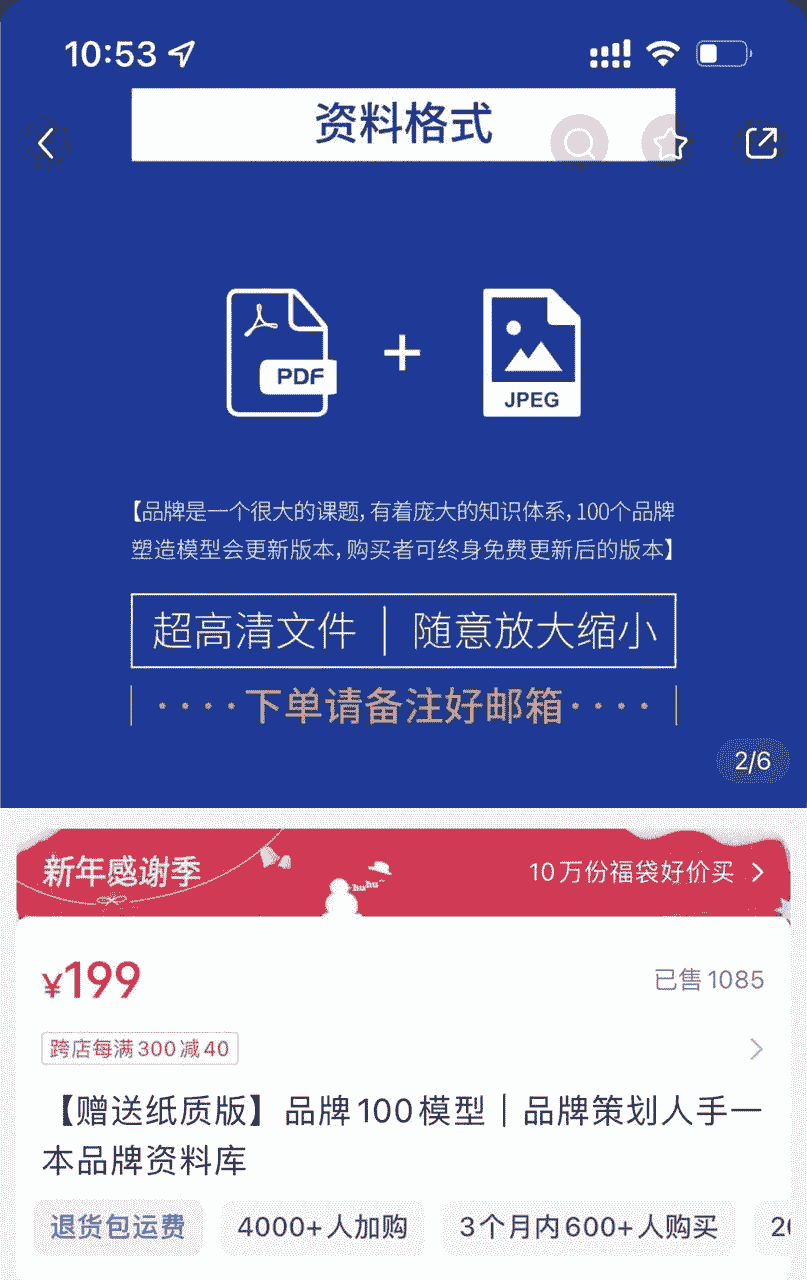 10:53
资料格式
PDF
+
JPEG
【品牌是一个很大的课题,有着庞大的知识体系,100个品牌
塑造模型会更新版本,购买者可终身免费更新后的版本】
超高清文件 | 随意放大缩小
····下单请备注好邮箱····
2/6
新年感谢季
10万份福袋好价买
huhu~
¥199
已售1085
跨店每满300减40
【赠送纸质版】品牌100模型|品牌策划人手一
本品牌资料库
退货包运费
4000+人加购
3个月内600+人购买